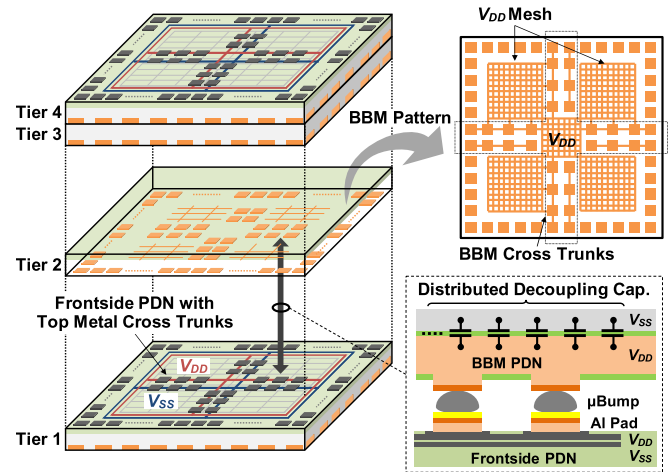 Tier 4
Tier 3
Tier 2
Frontside PDN with
Top Metal Cross Trunks
VDD
VSS
Tier 1
BBM Pattern
VDD Mesh
VDD
BBM Cross Trunks
Distributed Decoupling Cap.
VSS
VDD
BBM PDN
µBump
Al Pad
VDD
VSS
Frontside PDN